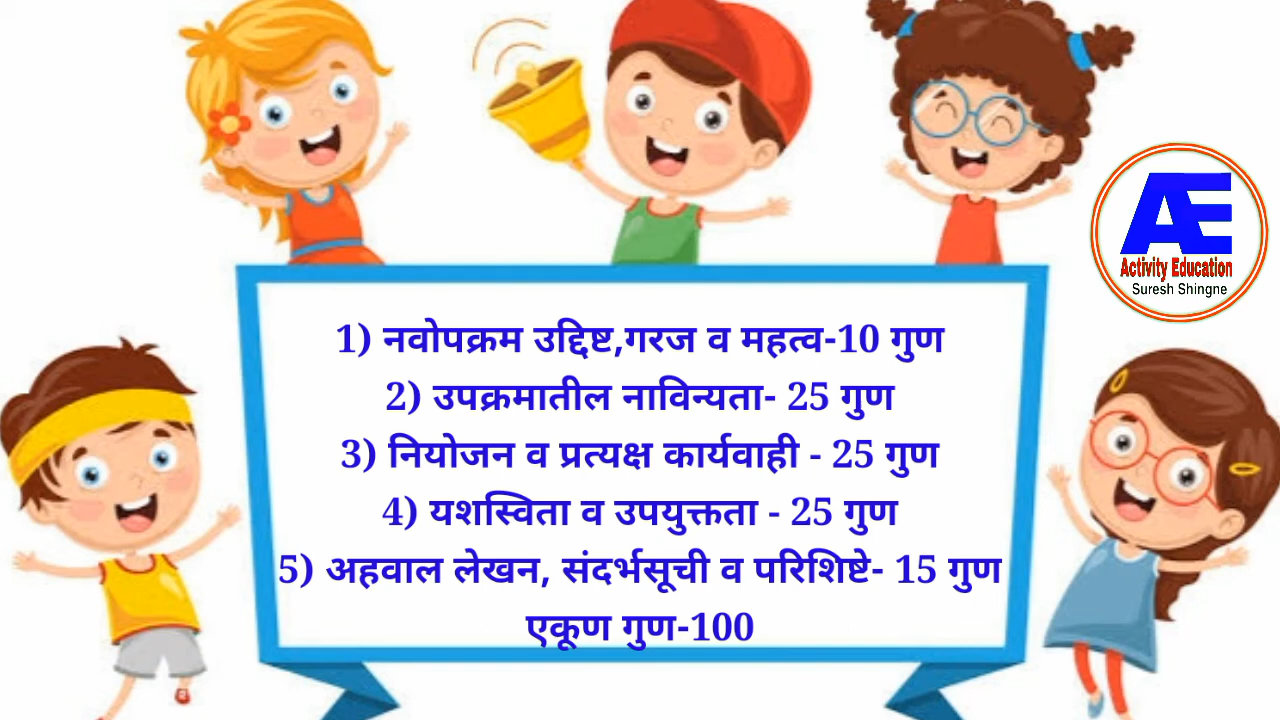 1) नवोपक्रम उद्दिष्ट,गरज व महत्व-10 गुण
2) उपक्रमातील नाविन्यता- 25 गुण
3) नियोजन व प्रत्यक्ष कार्यवाही - 25 गुण
4) यशस्विता व उपयुक्तता - 25 गुण
5) अहवाल लेखन, संदर्भसूची व परिशिष्टे- 15 गुण
एकूण गुण-100
AE
Activity Education
Suresh Shingne